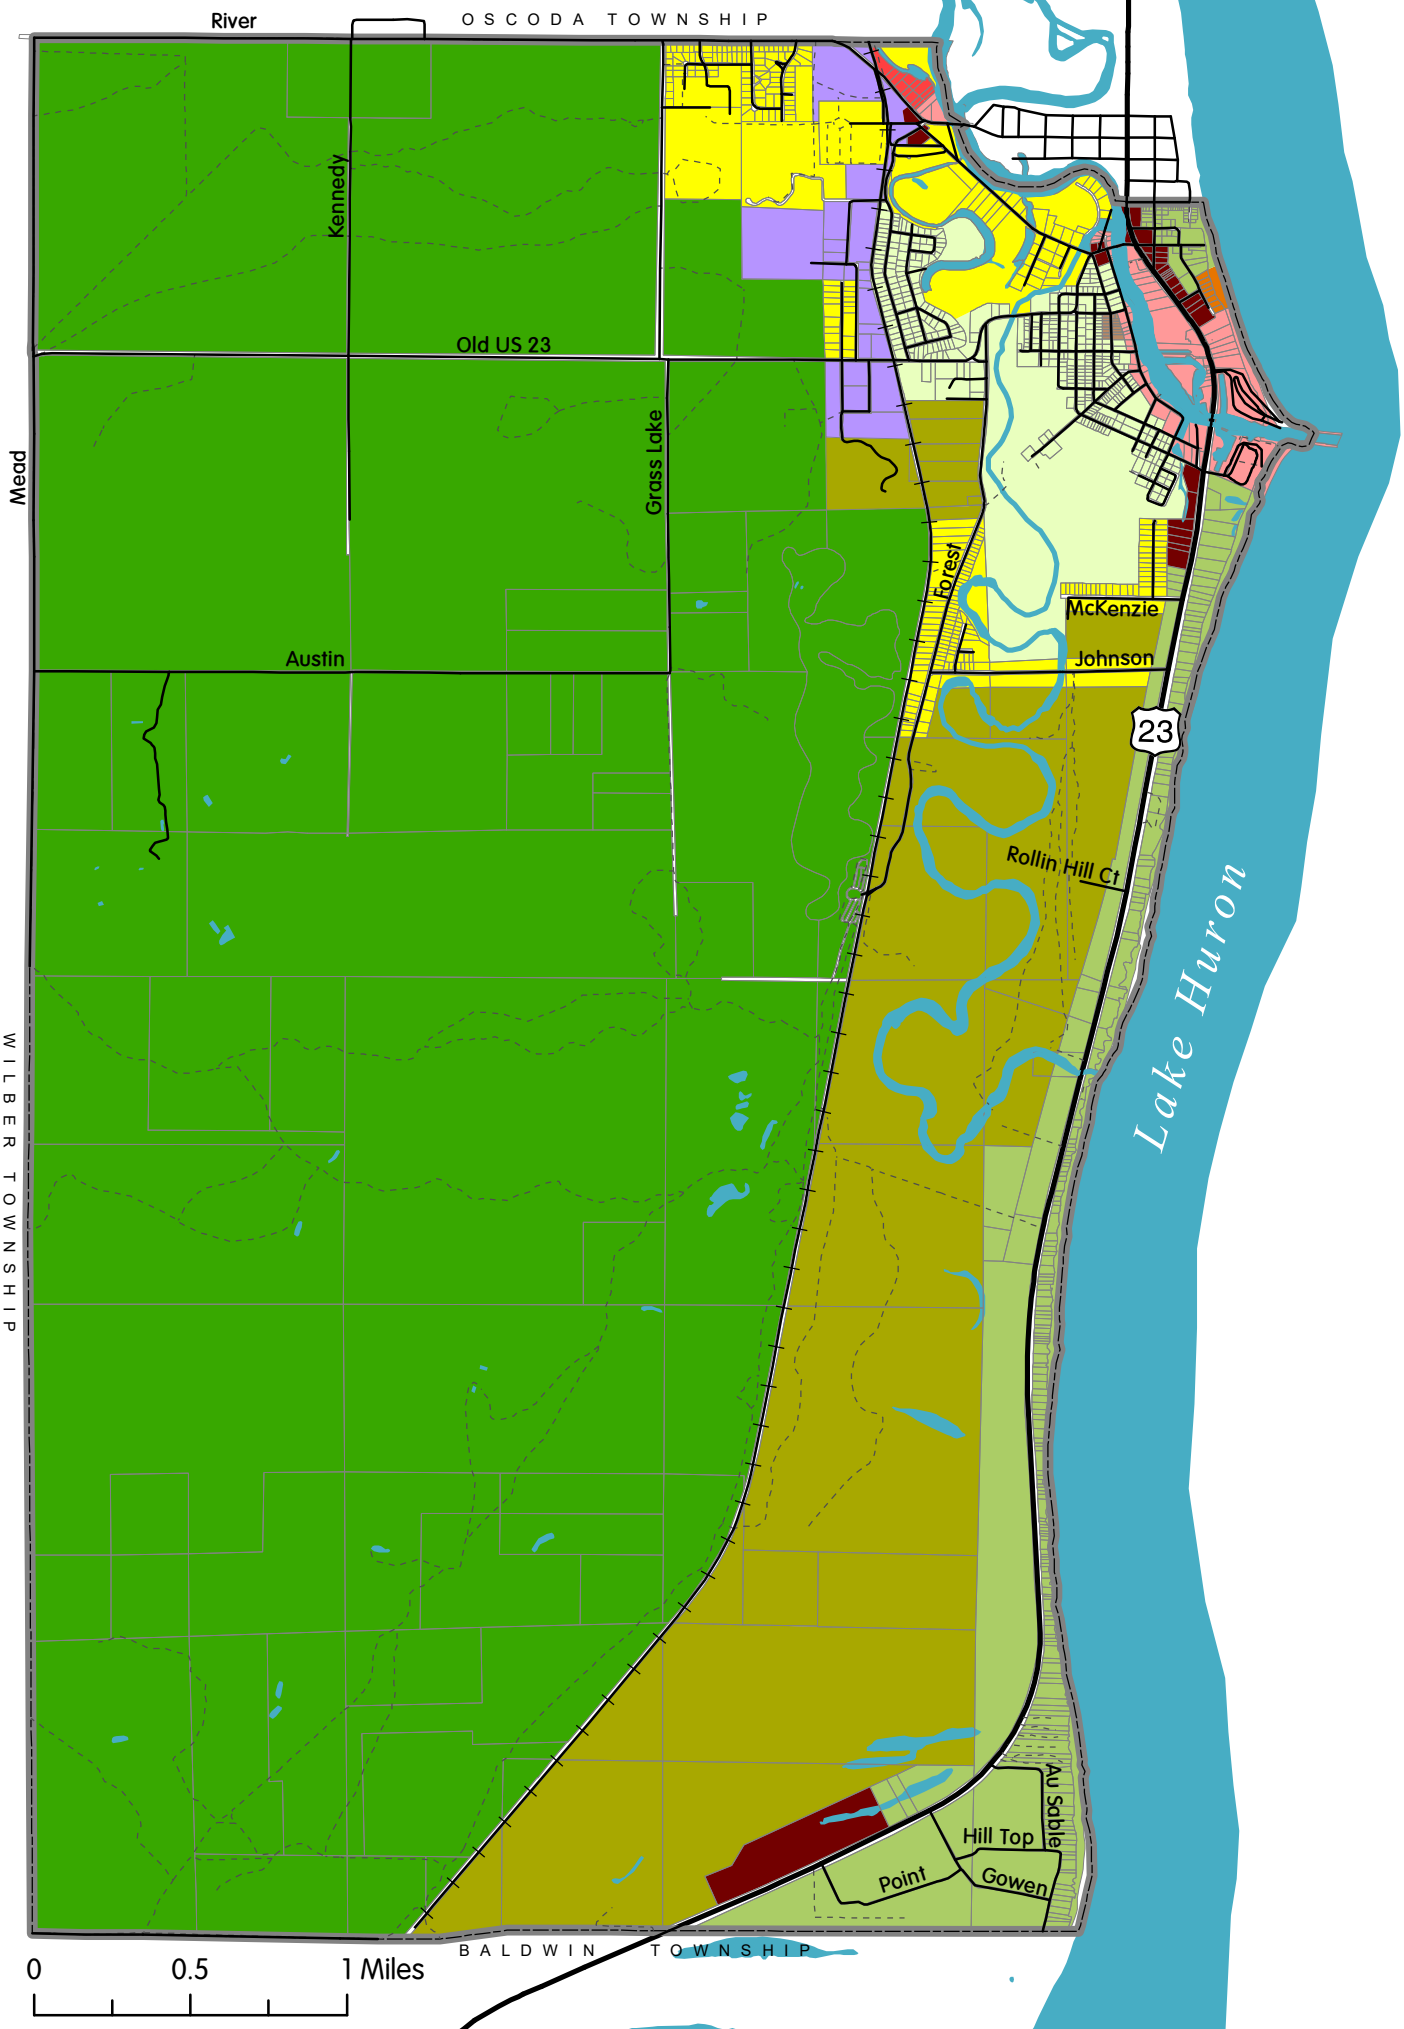 River
OSCODA TOWNSHIP
Kennedy
Old US 23
Grass Lake
Mead
Forest
McKenzie
Austin
Johnson
23
Rollin Hill Ct
Lake Huron
WILBER TOWNSHIP
Au Sable
Hill Top
Point
Gowen
BALDWIN TOWNSHIP
0 0.5 1 Miles